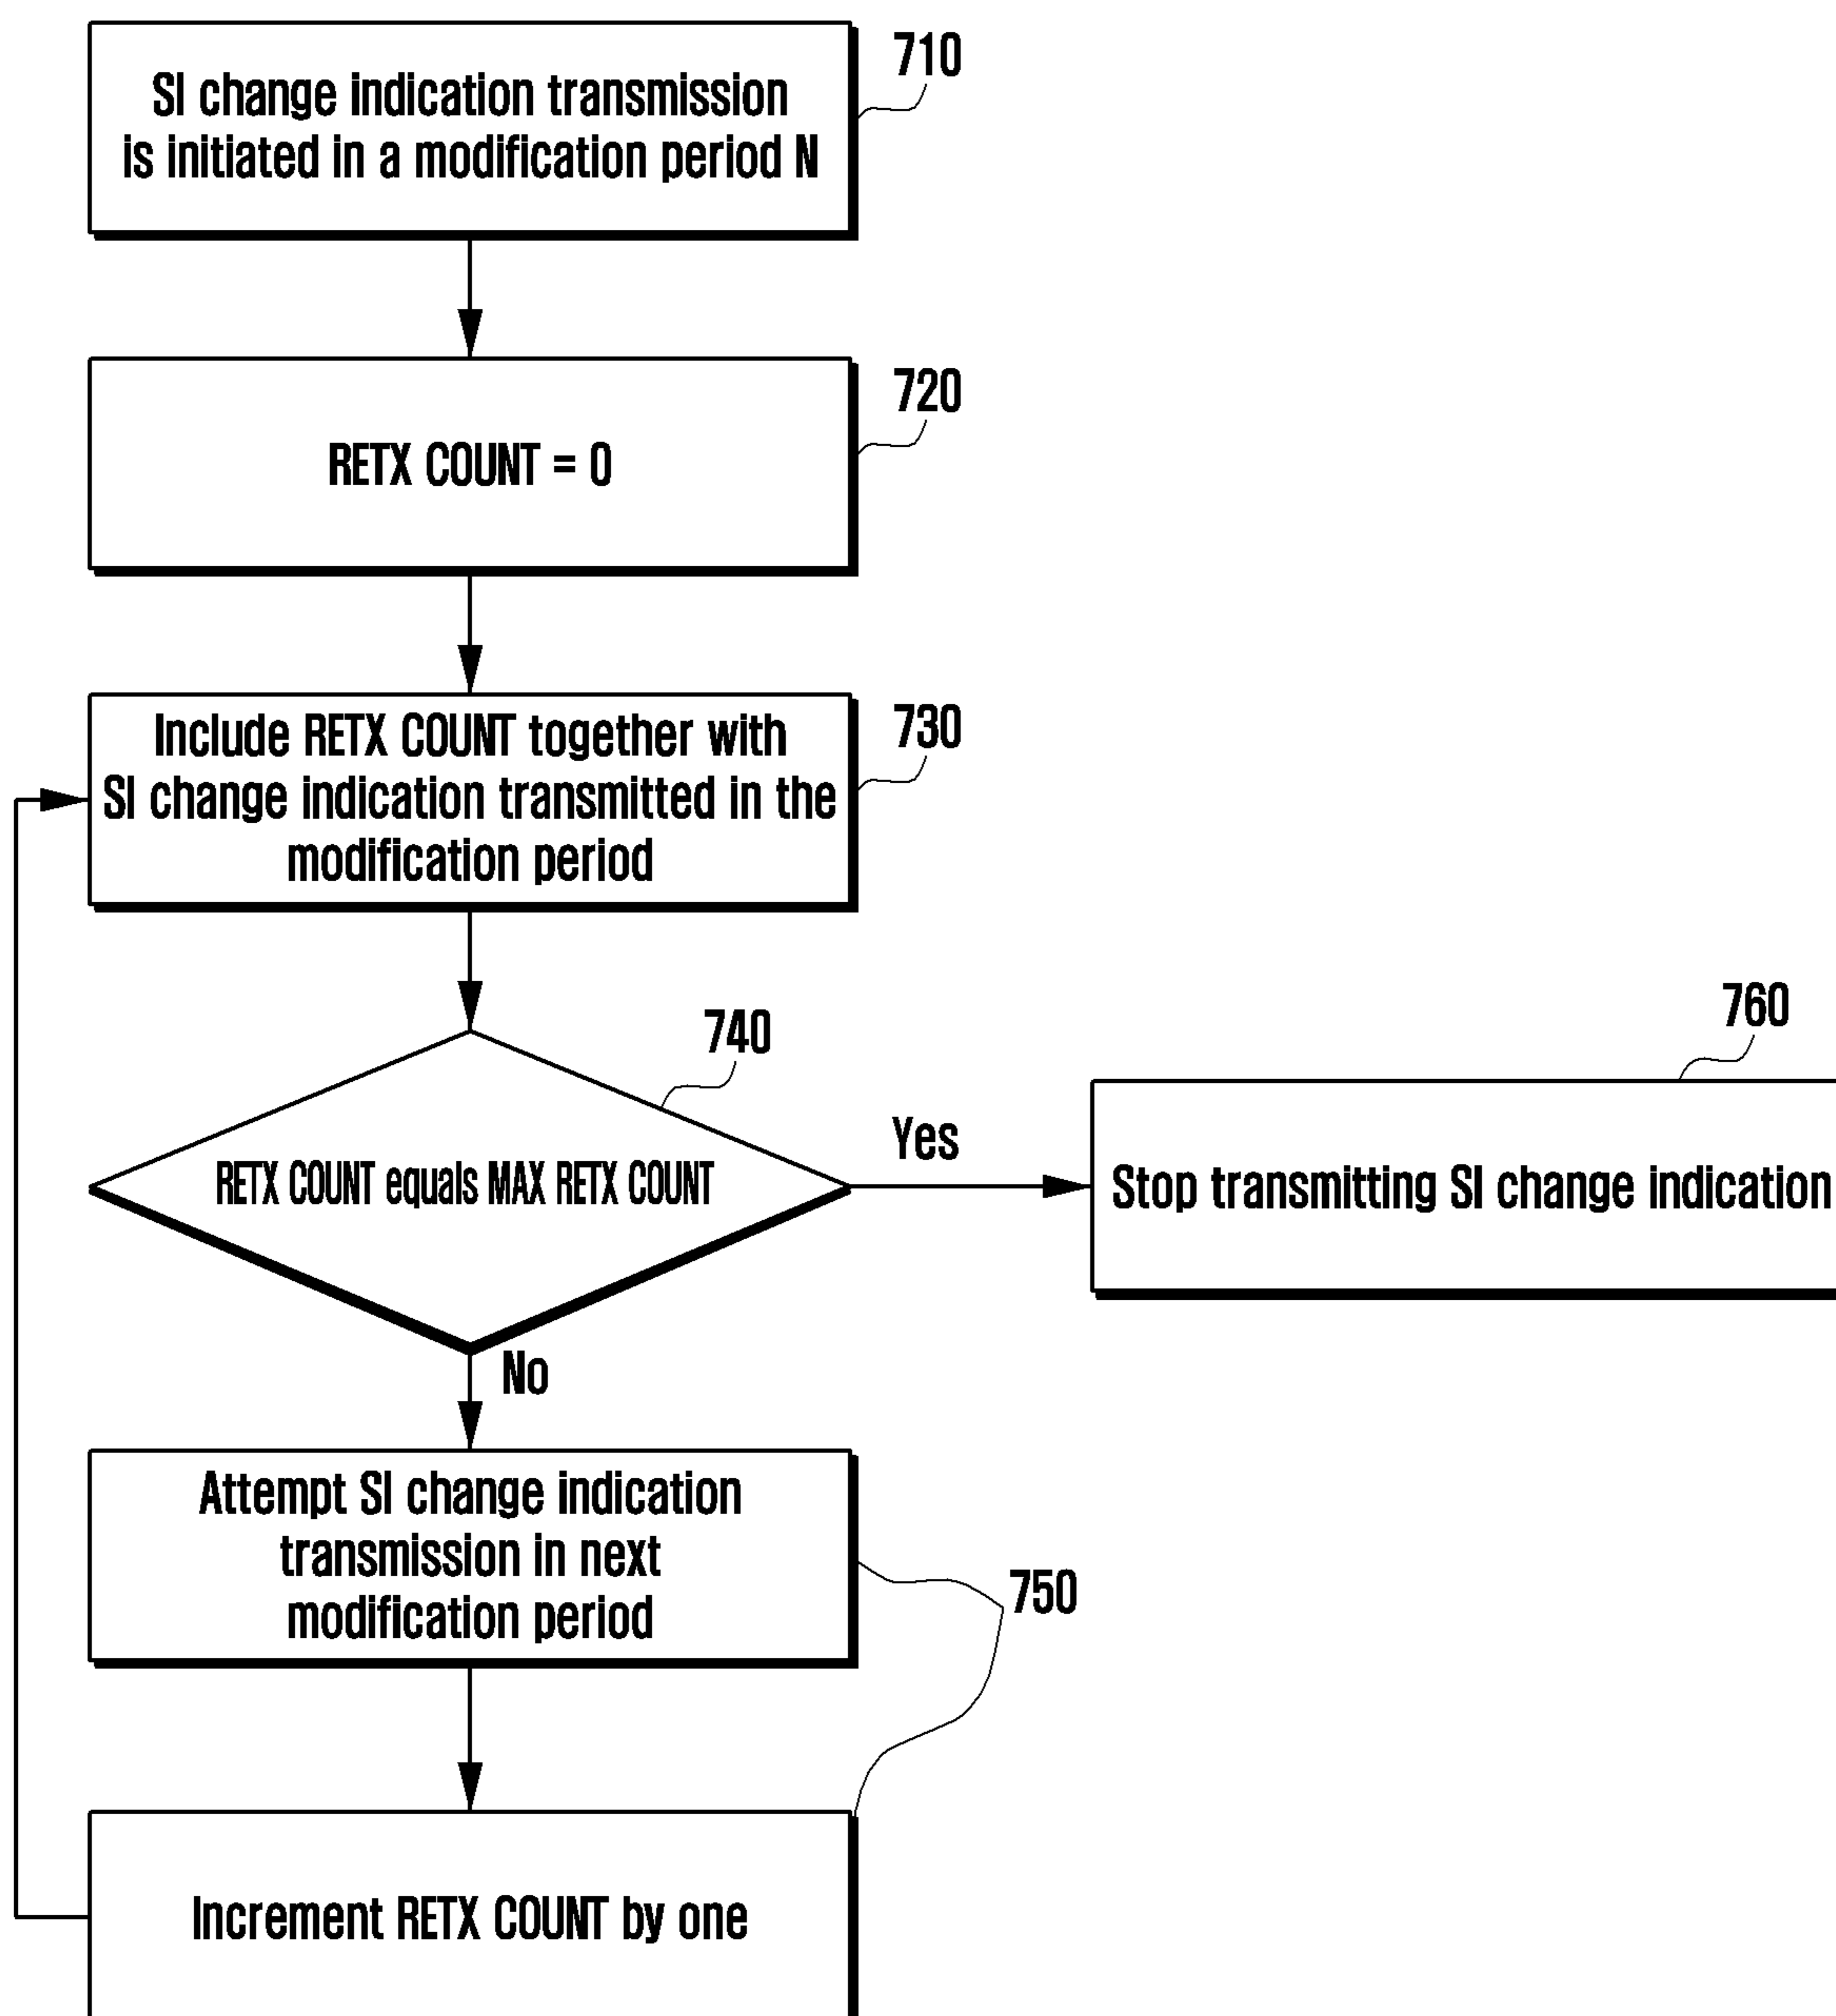 710
SI change indication transmission
is initiated in a modification period N
720
RETX COUNT = 0
730
Include RETX COUNT together with
SI change indication transmitted in the
modification period
740
RETX COUNT equals MAX RETX COUNT
Yes
760
Stop transmitting SI change indication
No
Attempt SI change indication
transmission in next
modification period
750
Increment RETX COUNT by one